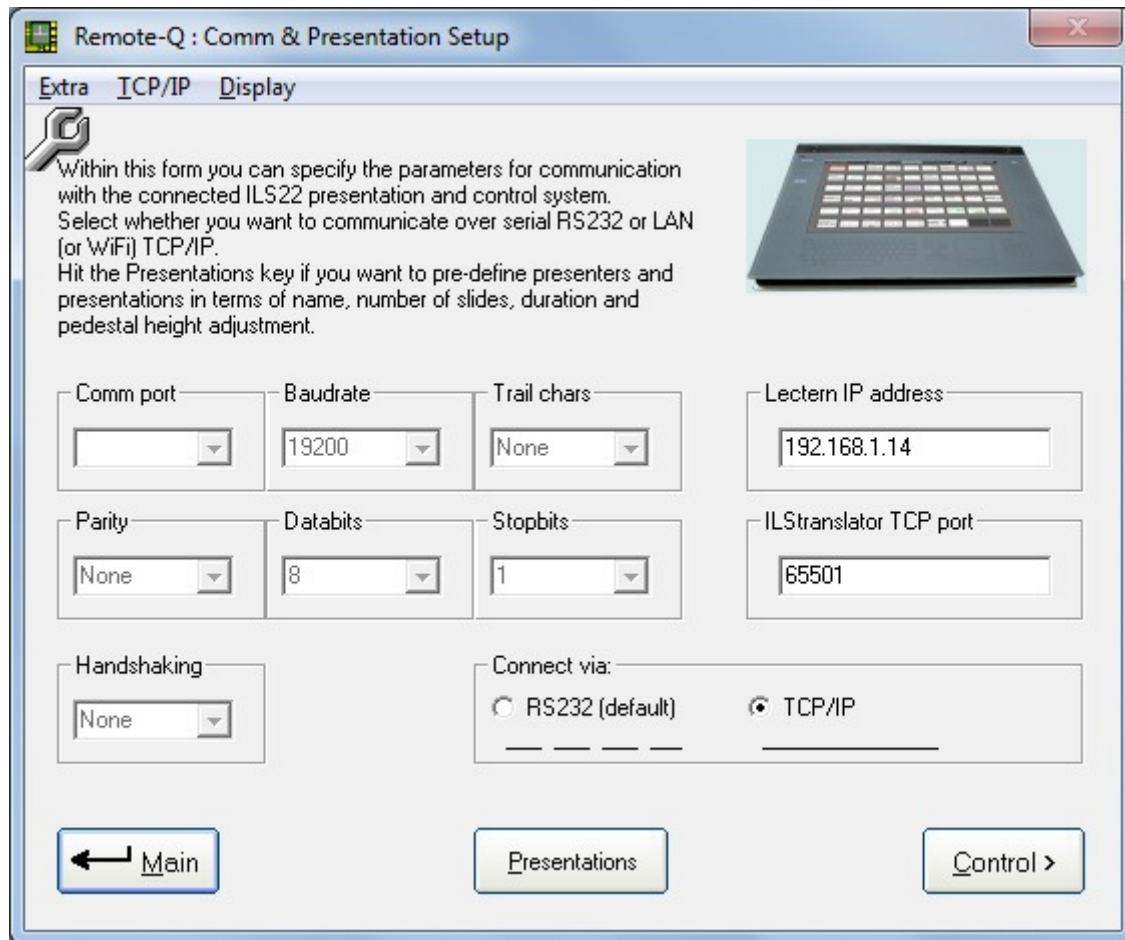 Remote-Q : Comm & Presentation Setup
Extra TCP/IP Display
Within this form you can specify the parameters for communication
with the connected ILS22 presentation and control system.
Select whether you want to communicate over serial RS232 or LAN
(or WiFi) TCP/IP.
Hit the Presentations key if you want to pre-define presenters and
presentations in terms of name, number of slides, duration and
pedestal height adjustment.
Comm port Baudrate Trail chars Lectern IP address
19200 None 192.168.1.14
Parity Databits Stopbits ILStranslator TCP port
None 8 1 65501
Handshaking Connect via:
None RS232 (default) TCP/IP
Main Presentations Control >